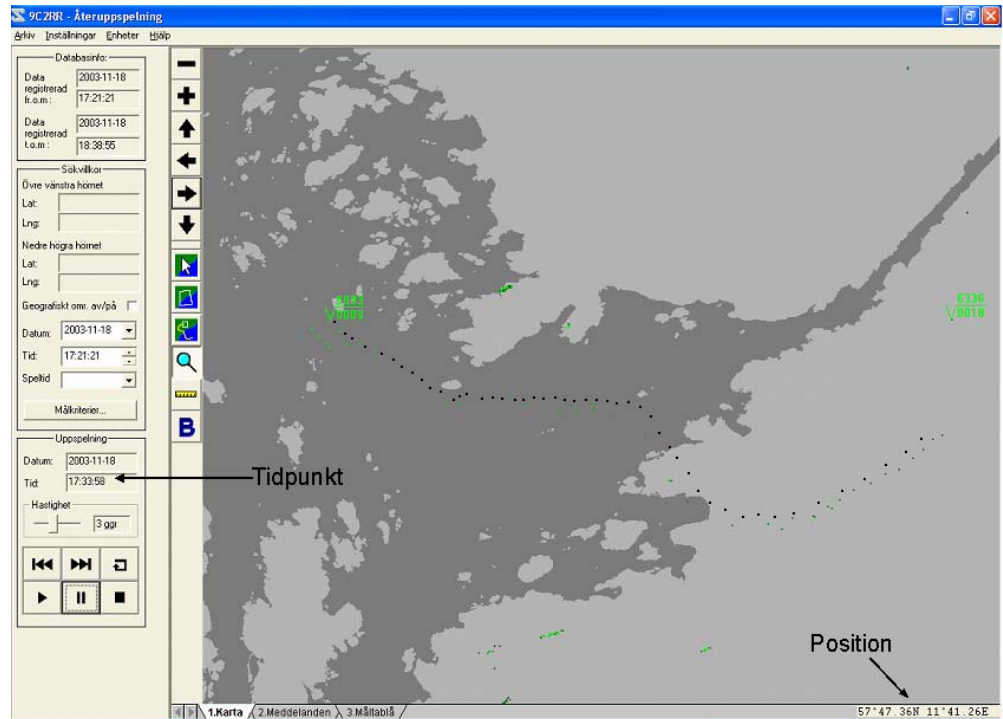 9C2RR - Återuppspelning
Arkiv Inställningar Enheter Hjälp
Databasinfo:
Data registrerad fr.o.m :
2003-11-18
17:21:21
Data registrerad t.o.m :
2003-11-18
18:38:55
Sökvillkor
Övre vänstra hörnet
Lat:
Lng:
Nedre högra hörnet
Lat:
Lng:
Geografiskt omr. av/på
Datum: 2003-11-18
Tid: 17:21:21
Speltid
Målkriterier...
Uppspelning
Datum: 2003-11-18
Tid: 17:33:58
Hastighet
3 ggr
B
6336
0018
Tidpunkt
Position
1.Karta 2.Meddelanden 3.Måltablå
57°47.36N 11°41.26E